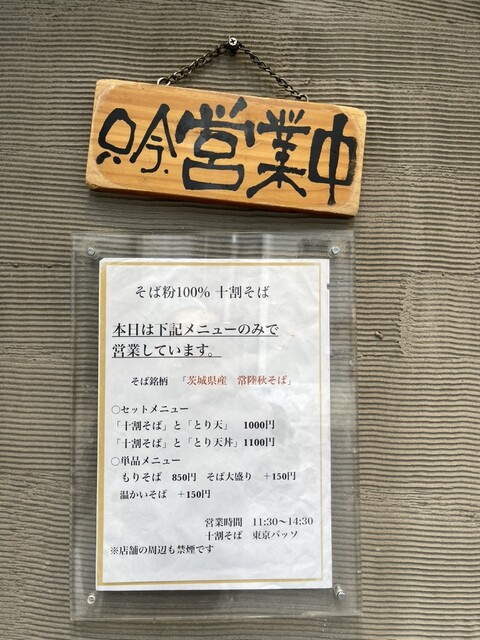 只今営業中
そば粉100% 十割そば
本日は下記メニューのみで
営業しています。
そば銘柄 「茨城県産 常陸秋そば」
○セットメニュー
「十割そば」と「とり天」 1000円
「十割そば」と「とり天丼」1100円
○単品メニュー
もりそば 850円 そば大盛り +150円
温かいそば +150円
営業時間 11:30〜14:30
十割そば 東京バッソ
※店舗の周辺も禁煙です